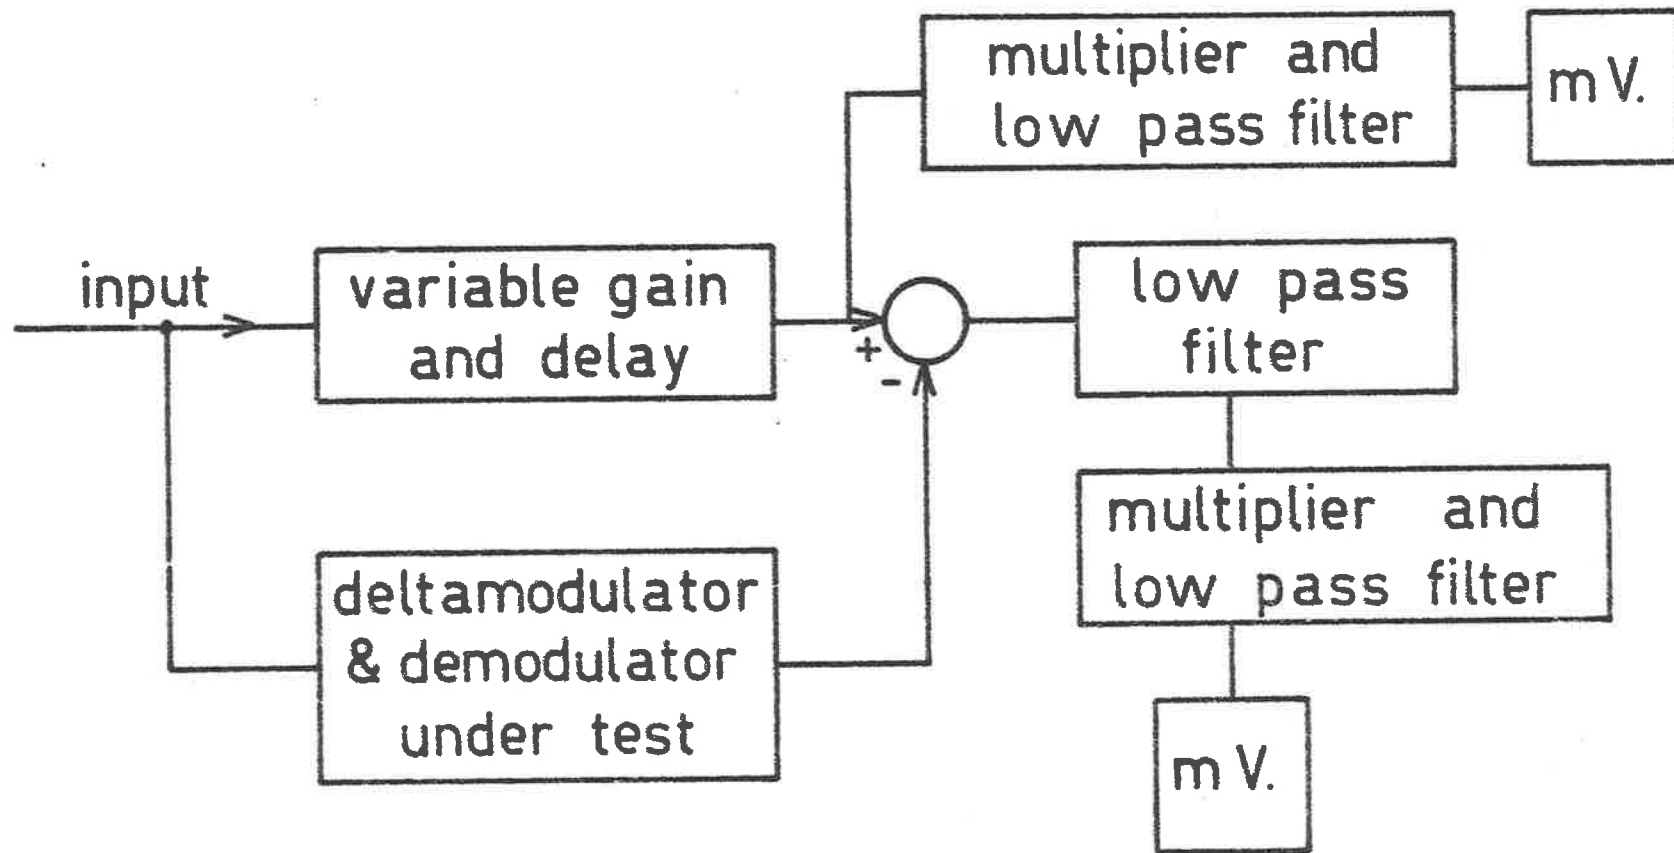 multiplier and
low pass filter
mV.
input
variable gain
and delay
+
-
low pass
filter
multiplier and
low pass filter
deltamodulator
& demodulator
under test
mV.